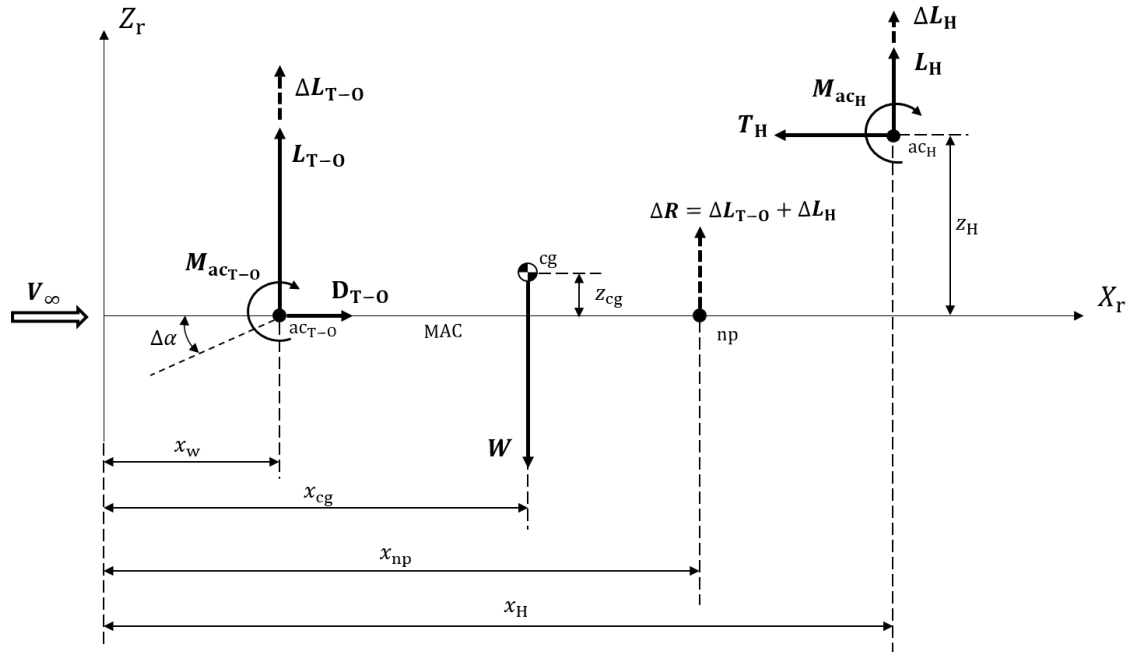 Z_r
ΔL_H
L_H
ΔL_T−O
M_ac_H
T_H
ac_H
L_T−O
ΔR = ΔL_T−O + ΔL_H
z_H
M_ac_T−O
cg
V_∞
D_T−O
z_cg
X_r
ac_T−O
MAC
np
Δα
x_w
W
x_cg
x_np
x_H